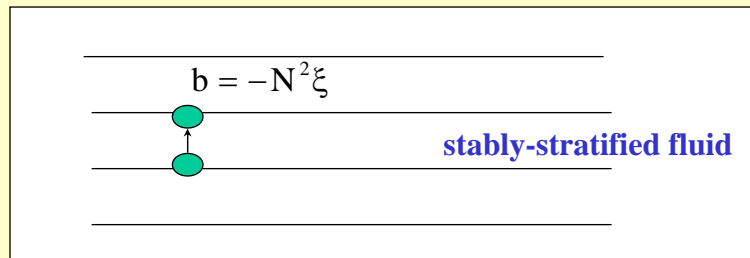 b = −N²ξ
stably-stratified fluid